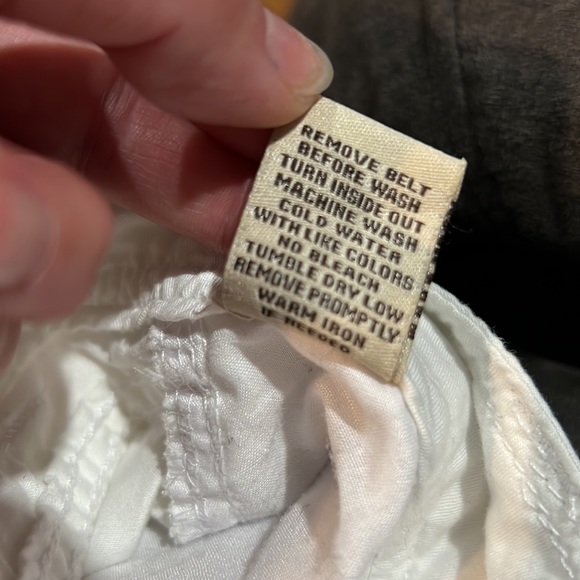 REMOVE BELT
BEFORE WASH
TURN INSIDE OUT
MACHINE WASH
COLD WATER
WITH LIKE COLORS
NO BLEACH
TUMBLE DRY LOW
REMOVE PROMPTLY
WARM IRON
IF NEEDED